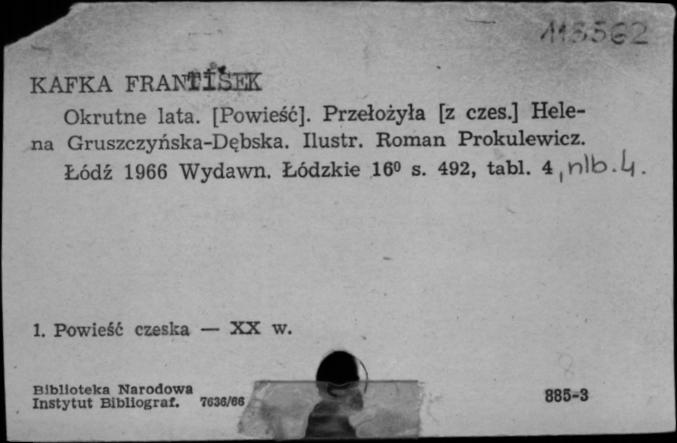 113562
KAFKA FRANTIŠEK
Okrutne lata. [Powieść]. Przełożyła [z czes.] Hele-
na Gruszczyńska-Dębska. Ilustr. Roman Prokulewicz.
Łódź 1966 Wydawn. Łódzkie 16⁰ s. 492, tabl. 4, nlb. 4.
1. Powieść czeska — XX w.
Biblioteka Narodowa
Instytut Bibliograf. 7636/66
885-3